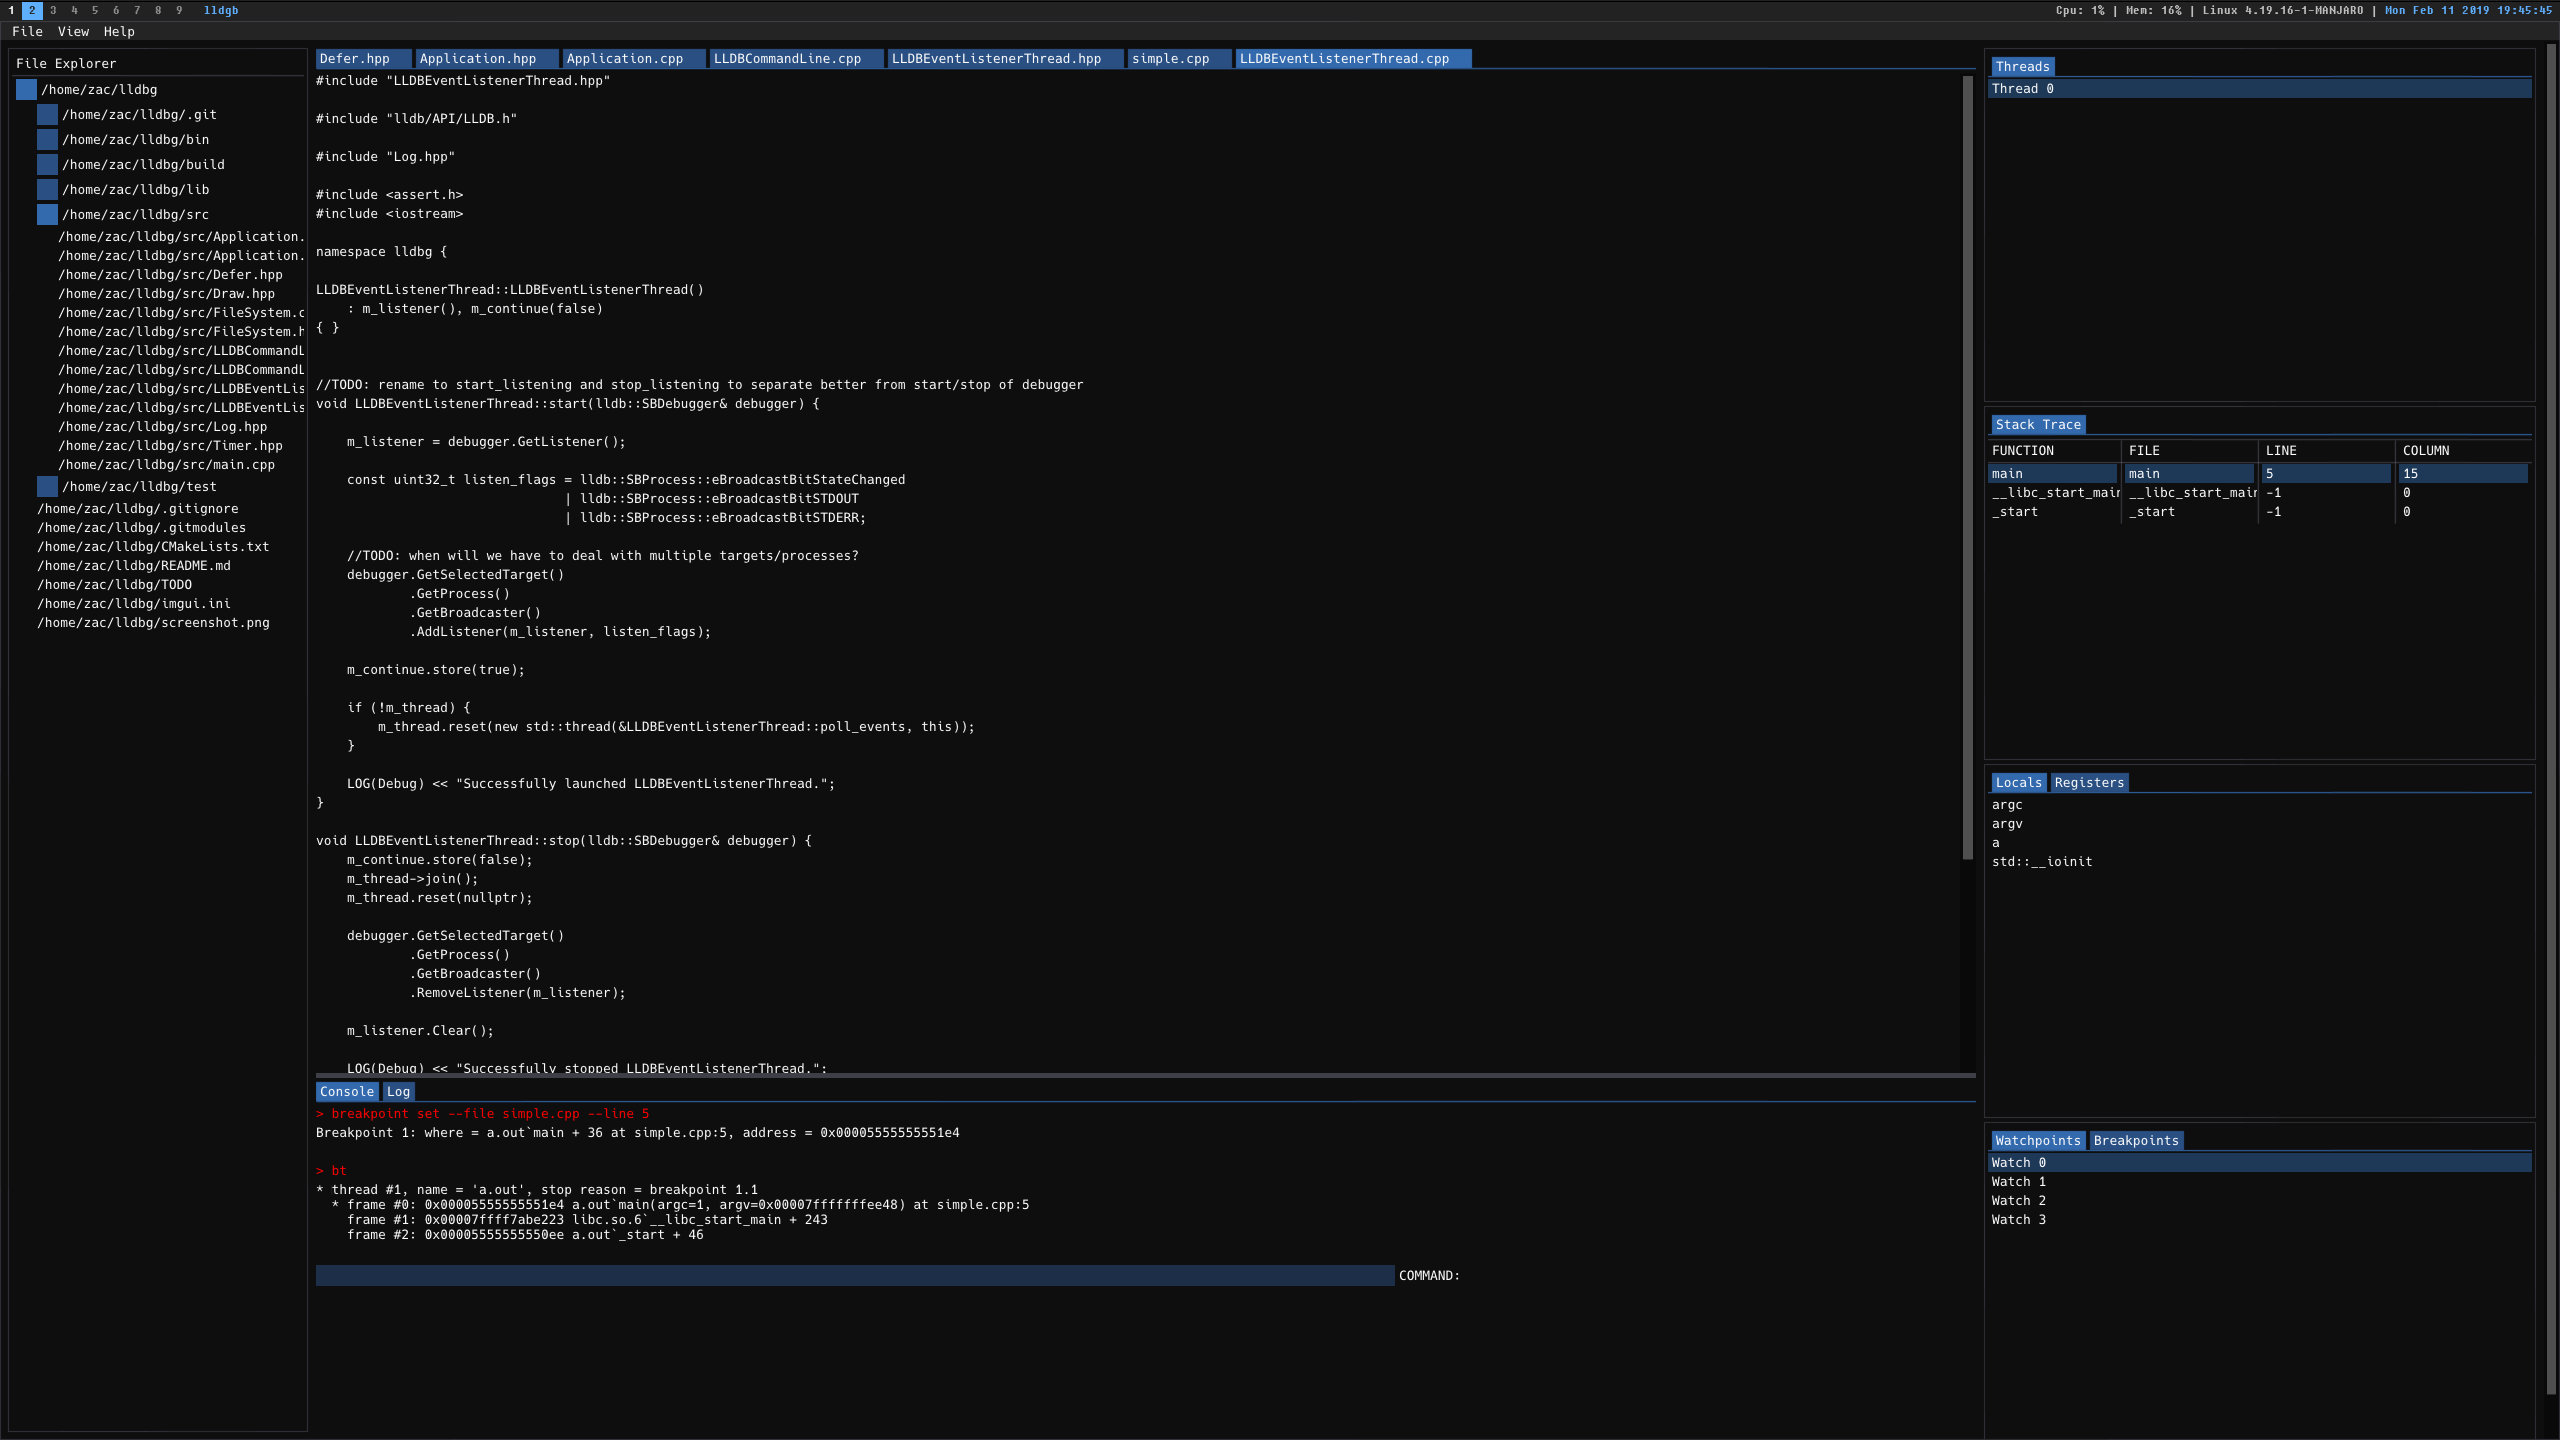 1 2 3 4 5 6 7 8 9 lldgb
Cpu: 1% | Mem: 16% | Linux 4.19.16-1-MANJARO | Mon Feb 11 2019 19:45:45
File View Help
File Explorer
/home/zac/lldbg
/home/zac/lldbg/.git
/home/zac/lldbg/bin
/home/zac/lldbg/build
/home/zac/lldbg/lib
/home/zac/lldbg/src
/home/zac/lldbg/src/Application.
/home/zac/lldbg/src/Application.
/home/zac/lldbg/src/Defer.hpp
/home/zac/lldbg/src/Draw.hpp
/home/zac/lldbg/src/FileSystem.c
/home/zac/lldbg/src/FileSystem.h
/home/zac/lldbg/src/LLDBCommandL
/home/zac/lldbg/src/LLDBCommandL
/home/zac/lldbg/src/LLDBEventLis
/home/zac/lldbg/src/LLDBEventLis
/home/zac/lldbg/src/Log.hpp
/home/zac/lldbg/src/Timer.hpp
/home/zac/lldbg/src/main.cpp
/home/zac/lldbg/test
/home/zac/lldbg/.gitignore
/home/zac/lldbg/.gitmodules
/home/zac/lldbg/CMakeLists.txt
/home/zac/lldbg/README.md
/home/zac/lldbg/TODO
/home/zac/lldbg/imgui.ini
/home/zac/lldbg/screenshot.png
Defer.hpp Application.hpp Application.cpp LLDBCommandLine.cpp LLDBEventListenerThread.hpp simple.cpp LLDBEventListenerThread.cpp
#include "LLDBEventListenerThread.hpp"
#include "lldb/API/LLDB.h"
#include "Log.hpp"
#include <assert.h>
#include <iostream>
namespace lldbg {
LLDBEventListenerThread::LLDBEventListenerThread()
    : m_listener(), m_continue(false)
{ }
//TODO: rename to start_listening and stop_listening to separate better from start/stop of debugger
void LLDBEventListenerThread::start(lldb::SBDebugger& debugger) {
    m_listener = debugger.GetListener();
    const uint32_t listen_flags = lldb::SBProcess::eBroadcastBitStateChanged
                                | lldb::SBProcess::eBroadcastBitSTDOUT
                                | lldb::SBProcess::eBroadcastBitSTDERR;
    //TODO: when will we have to deal with multiple targets/processes?
    debugger.GetSelectedTarget()
            .GetProcess()
            .GetBroadcaster()
            .AddListener(m_listener, listen_flags);
    m_continue.store(true);
    if (!m_thread) {
        m_thread.reset(new std::thread(&LLDBEventListenerThread::poll_events, this));
    }
    LOG(Debug) << "Successfully launched LLDBEventListenerThread.";
}
void LLDBEventListenerThread::stop(lldb::SBDebugger& debugger) {
    m_continue.store(false);
    m_thread->join();
    m_thread.reset(nullptr);
    debugger.GetSelectedTarget()
            .GetProcess()
            .GetBroadcaster()
            .RemoveListener(m_listener);
    m_listener.Clear();
    LOG(Debug) << "Successfully stopped LLDBEventListenerThread.";
Console Log
> breakpoint set --file simple.cpp --line 5
Breakpoint 1: where = a.out`main + 36 at simple.cpp:5, address = 0x00005555555551e4
> bt
* thread #1, name = 'a.out', stop reason = breakpoint 1.1
  * frame #0: 0x00005555555551e4 a.out`main(argc=1, argv=0x00007fffffffee48) at simple.cpp:5
    frame #1: 0x00007ffff7abe223 libc.so.6`__libc_start_main + 243
    frame #2: 0x00005555555550ee a.out`_start + 46
COMMAND:
Threads
Thread 0
Stack Trace
FUNCTION FILE LINE COLUMN
main main 5 15
__libc_start_main __libc_start_main -1 0
_start _start -1 0
Locals Registers
argc
argv
a
std::__ioinit
Watchpoints Breakpoints
Watch 0
Watch 1
Watch 2
Watch 3